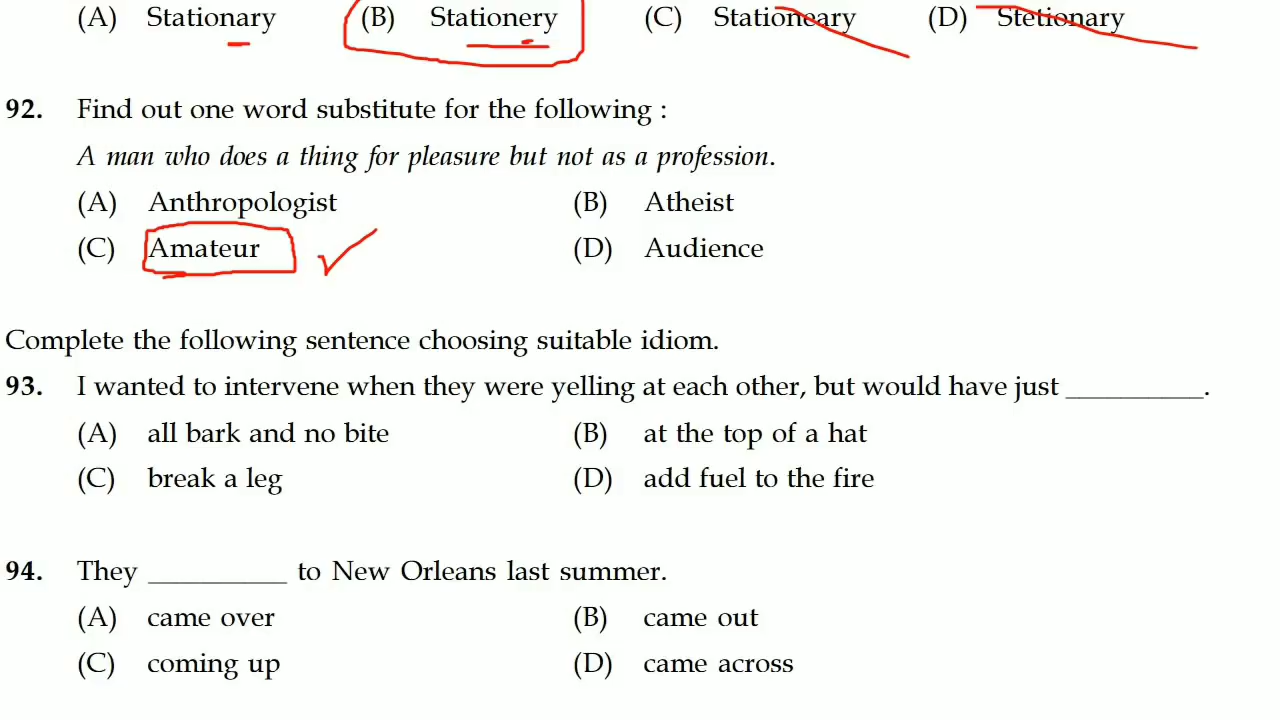 (A) Stationary (B) Stationery (C) Stationeary (D) Stetionary
92. Find out one word substitute for the following :
A man who does a thing for pleasure but not as a profession.
(A) Anthropologist (B) Atheist
(C) Amateur (D) Audience
Complete the following sentence choosing suitable idiom.
93. I wanted to intervene when they were yelling at each other, but would have just __________.
(A) all bark and no bite (B) at the top of a hat
(C) break a leg (D) add fuel to the fire
94. They __________ to New Orleans last summer.
(A) came over (B) came out
(C) coming up (D) came across